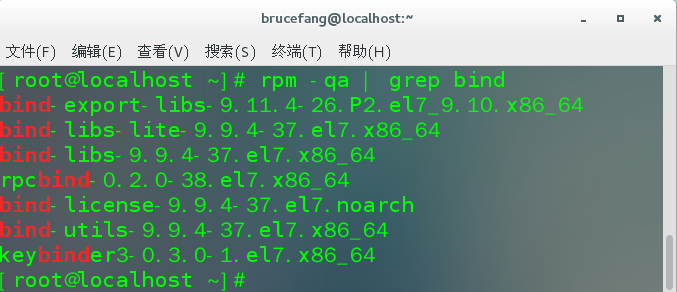 brucefang@localhost:~
文件(F) 编辑(E) 查看(V) 搜索(S) 终端(T) 帮助(H)
[root@localhost ~]# rpm -qa | grep bind
bind-export-libs-9.11.4-26.P2.el7_9.10.x86_64
bind-libs-lite-9.9.4-37.el7.x86_64
bind-libs-9.9.4-37.el7.x86_64
rpcbind-0.2.0-38.el7.x86_64
bind-license-9.9.4-37.el7.noarch
bind-utils-9.9.4-37.el7.x86_64
keybinder3-0.3.0-1.el7.x86_64
[root@localhost ~]#